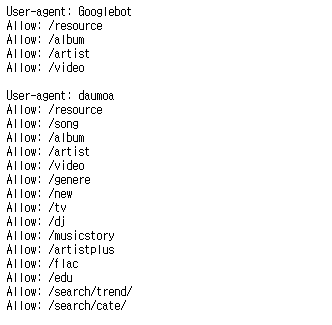 User-agent: Googlebot
Allow: /resource
Allow: /album
Allow: /artist
Allow: /video
User-agent: daumoa
Allow: /resource
Allow: /song
Allow: /album
Allow: /artist
Allow: /video
Allow: /genere
Allow: /new
Allow: /tv
Allow: /dj
Allow: /musicstory
Allow: /artistplus
Allow: /flac
Allow: /edu
Allow: /search/trend/
Allow: /search/cate/